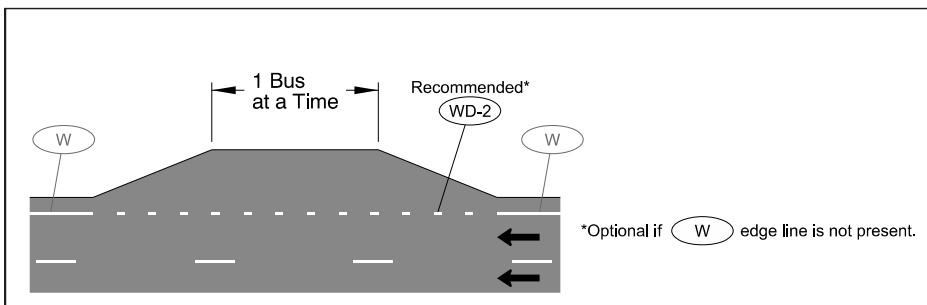 1 Bus
at a Time
Recommended*
WD-2
W
W
*Optional if W edge line is not present.